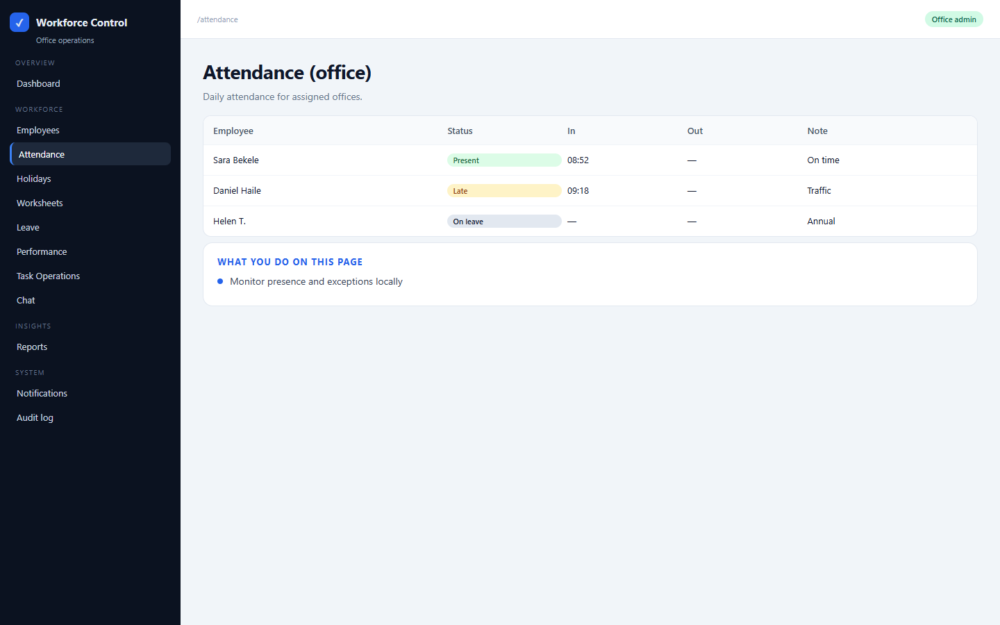 Workforce Control
Office operations
OVERVIEW
Dashboard
WORKFORCE
Employees
Attendance
Holidays
Worksheets
Leave
Performance
Task Operations
Chat
INSIGHTS
Reports
SYSTEM
Notifications
Audit log
/attendance
Office admin
Attendance (office)
Daily attendance for assigned offices.
Employee Status In Out Note
Sara Bekele Present 08:52 — On time
Daniel Haile Late 09:18 — Traffic
Helen T. On leave — — Annual
WHAT YOU DO ON THIS PAGE
Monitor presence and exceptions locally